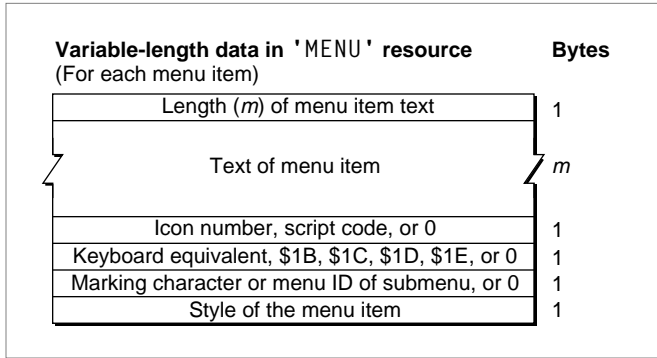 Variable-length data in 'MENU' resource Bytes
(For each menu item)
Length (m) of menu item text 1
Text of menu item m
Icon number, script code, or 0 1
Keyboard equivalent, $1B, $1C, $1D, $1E, or 0 1
Marking character or menu ID of submenu, or 0 1
Style of the menu item 1